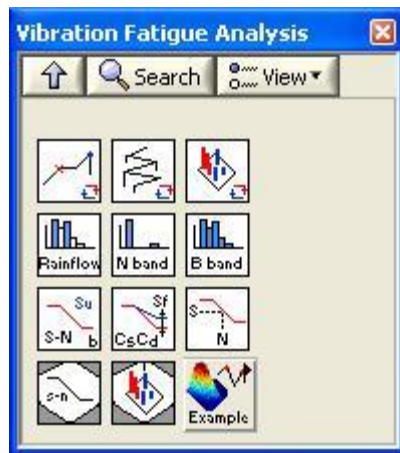 Vibration Fatigue Analysis
Search View
Rainflow N band B band
Su
S-N b
Sf
CsCd
S
N
s-n
Example